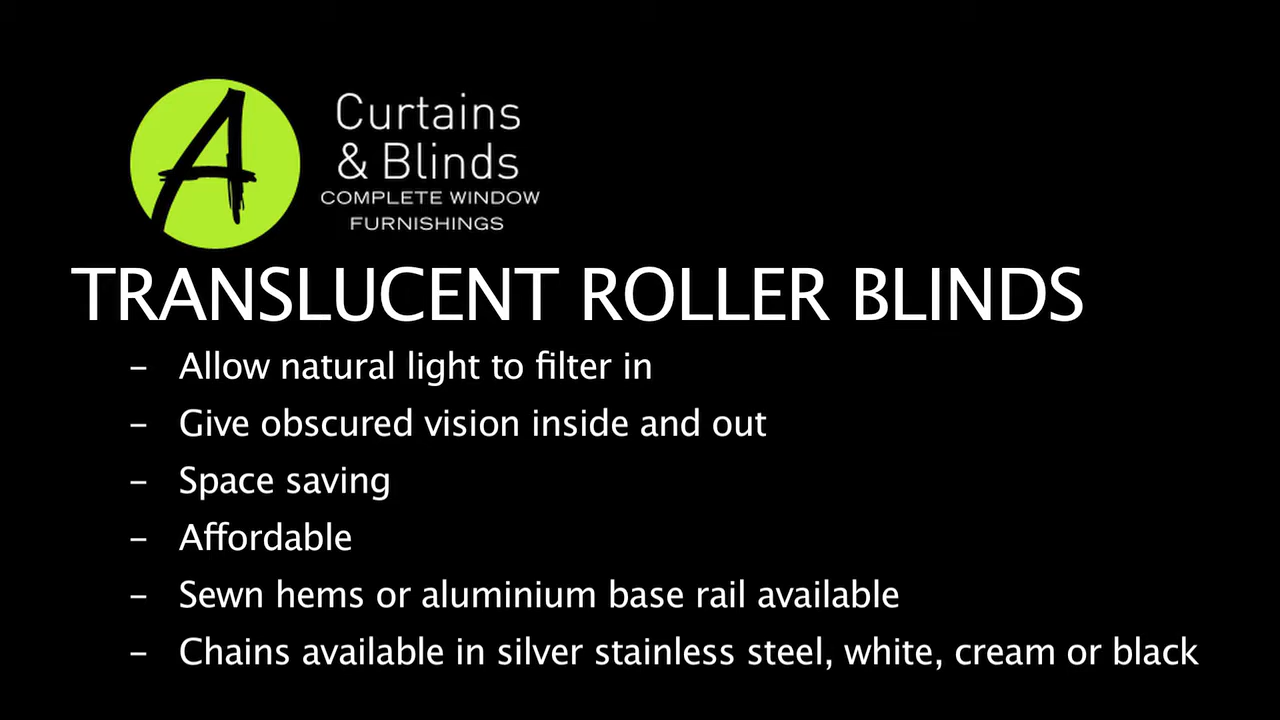 A
Curtains
& Blinds
COMPLETE WINDOW
FURNISHINGS
TRANSLUCENT ROLLER BLINDS
– Allow natural light to filter in
– Give obscured vision inside and out
– Space saving
– Affordable
– Sewn hems or aluminium base rail available
– Chains available in silver stainless steel, white, cream or black